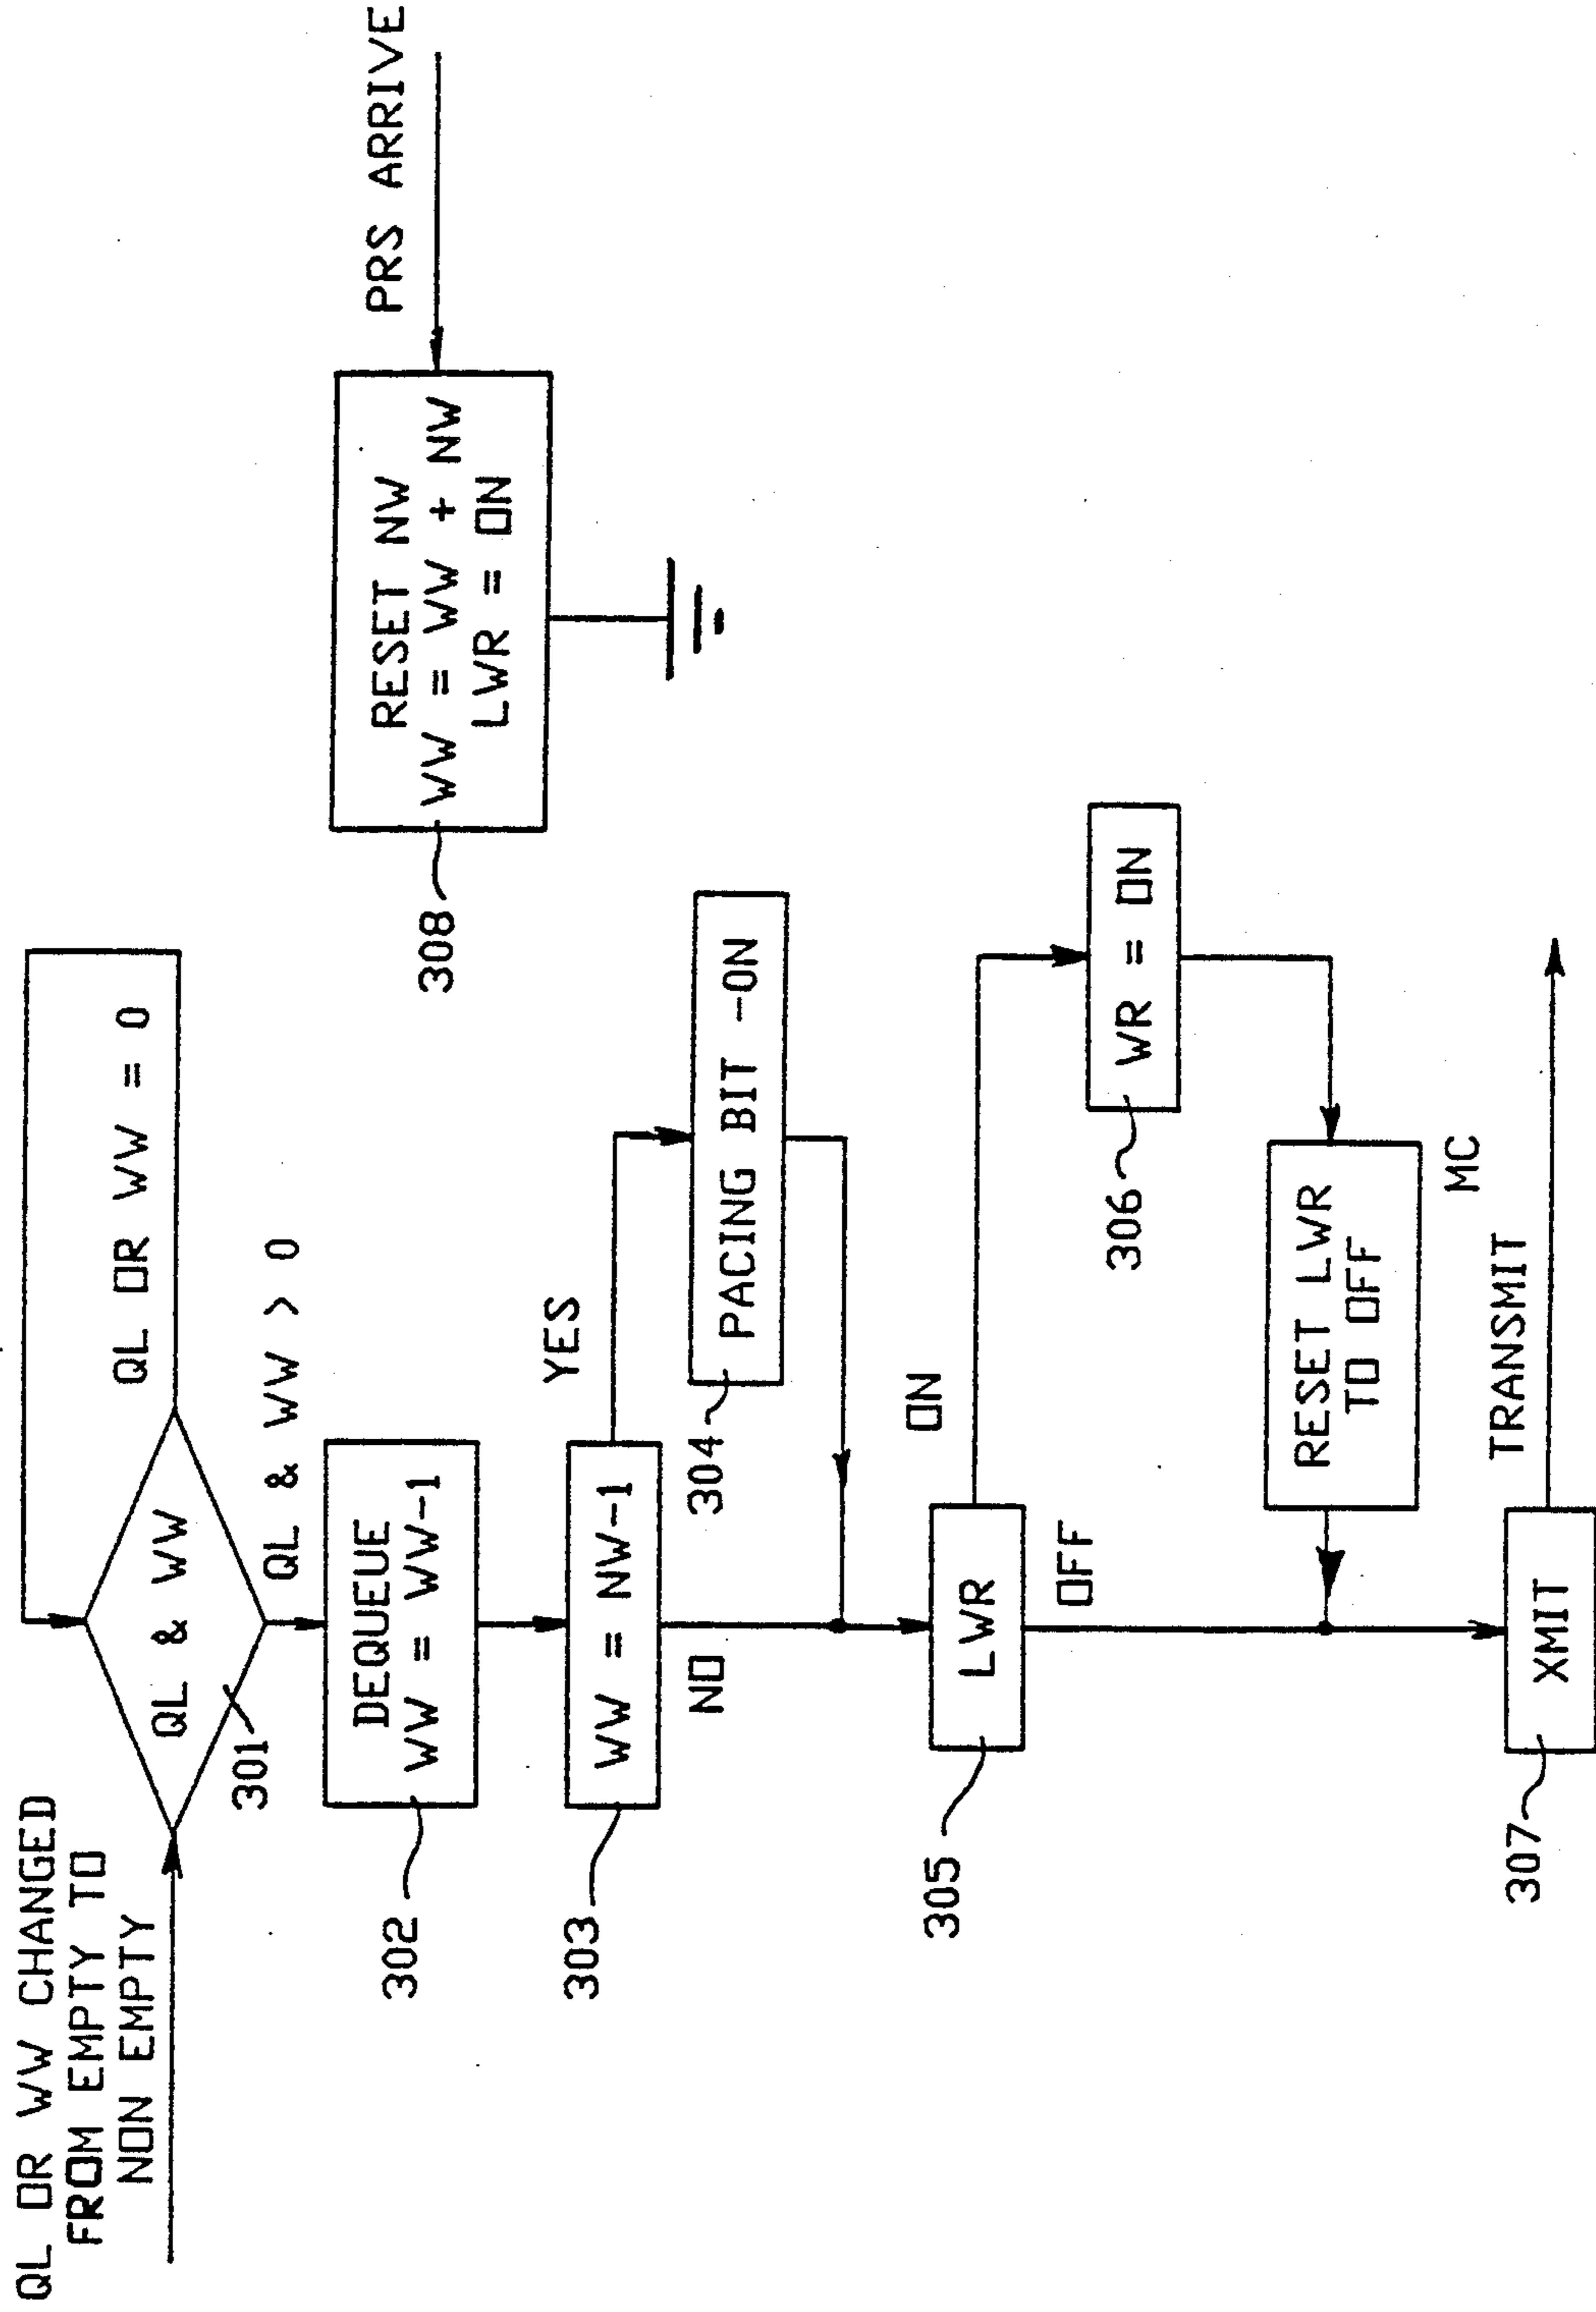 QL OR WW CHANGED
FROM EMPTY TO
NON EMPTY
QL & WW
301
QL OR WW = 0
QL & WW > 0
DEQUEUE
WW = WW-1
302
WW = NW-1
303
YES
NO
PACING BIT -ON
304
LWR
305
ON
OFF
WR = ON
306
RESET LWR
TO OFF
MC
XMIT
307
TRANSMIT
PRS ARRIVE
RESET NW
WW = WW + NW
LWR = ON
308